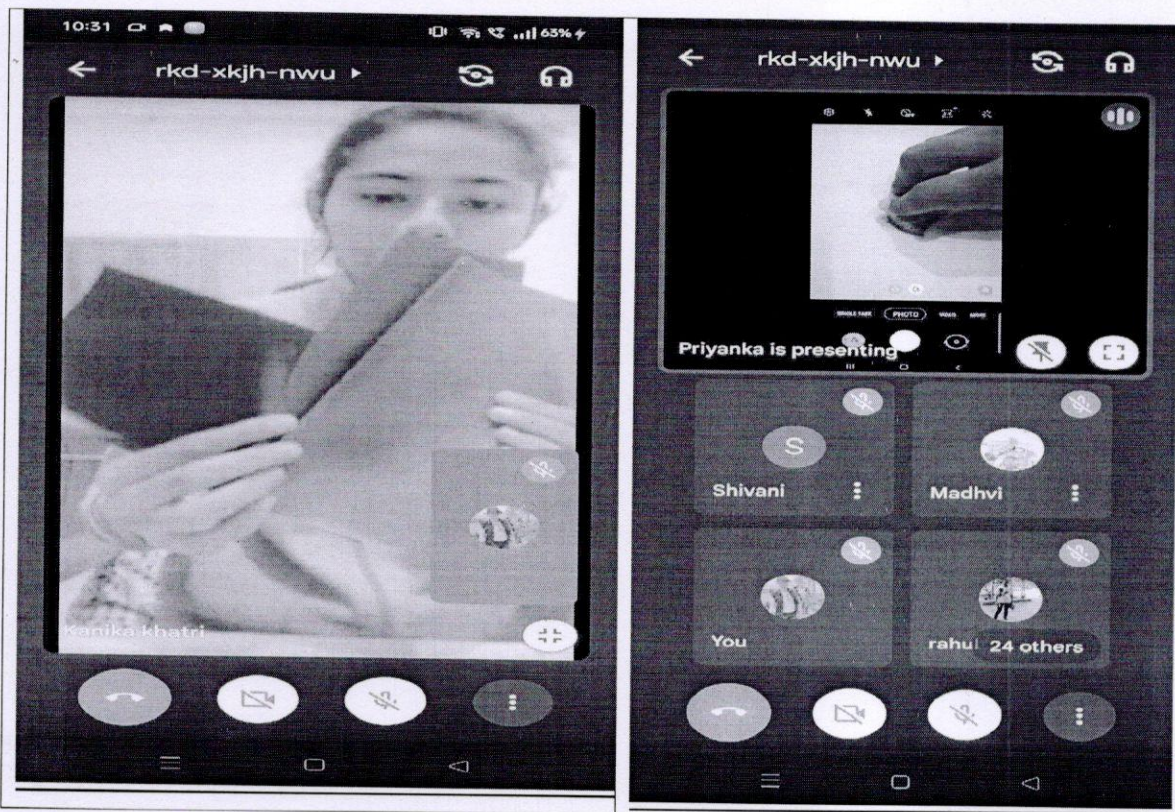 10:31
63%
rkd-xkjh-nwu
Kanika khatri
rkd-xkjh-nwu
PHOTO
Priyanka is presenting
S
Shivani
Madhvi
You
rahul
24 others